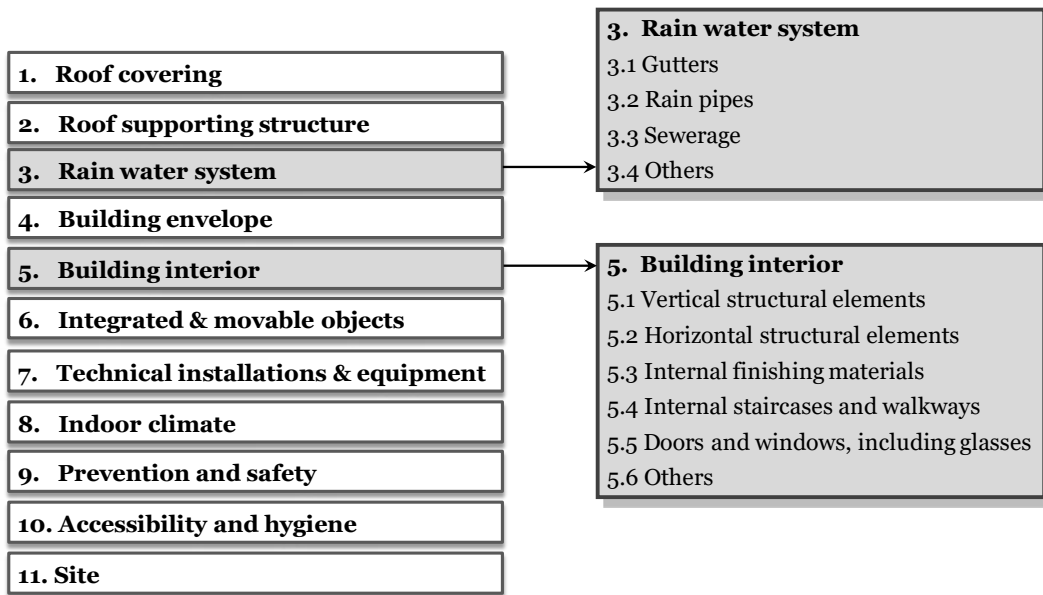 1. Roof covering
2. Roof supporting structure
3. Rain water system
4. Building envelope
5. Building interior
6. Integrated & movable objects
7. Technical installations & equipment
8. Indoor climate
9. Prevention and safety
10. Accessibility and hygiene
11. Site
3. Rain water system
3.1 Gutters
3.2 Rain pipes
3.3 Sewerage
3.4 Others
5. Building interior
5.1 Vertical structural elements
5.2 Horizontal structural elements
5.3 Internal finishing materials
5.4 Internal staircases and walkways
5.5 Doors and windows, including glasses
5.6 Others